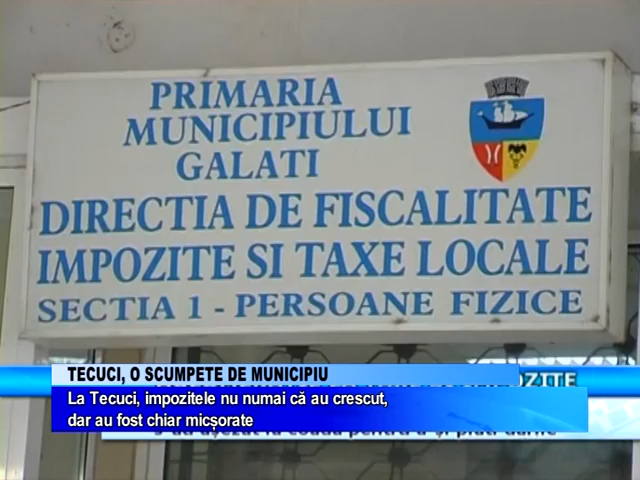 PRIMARIA
MUNICIPIULUI
GALATI
DIRECTIA DE FISCALITATE
IMPOZITE SI TAXE LOCALE
SECTIA 1 - PERSOANE FIZICE
TECUCI, O SCUMPETE DE MUNICIPIU
La Tecuci, impozitele nu numai că au crescut,
dar au fost chiar micșorate